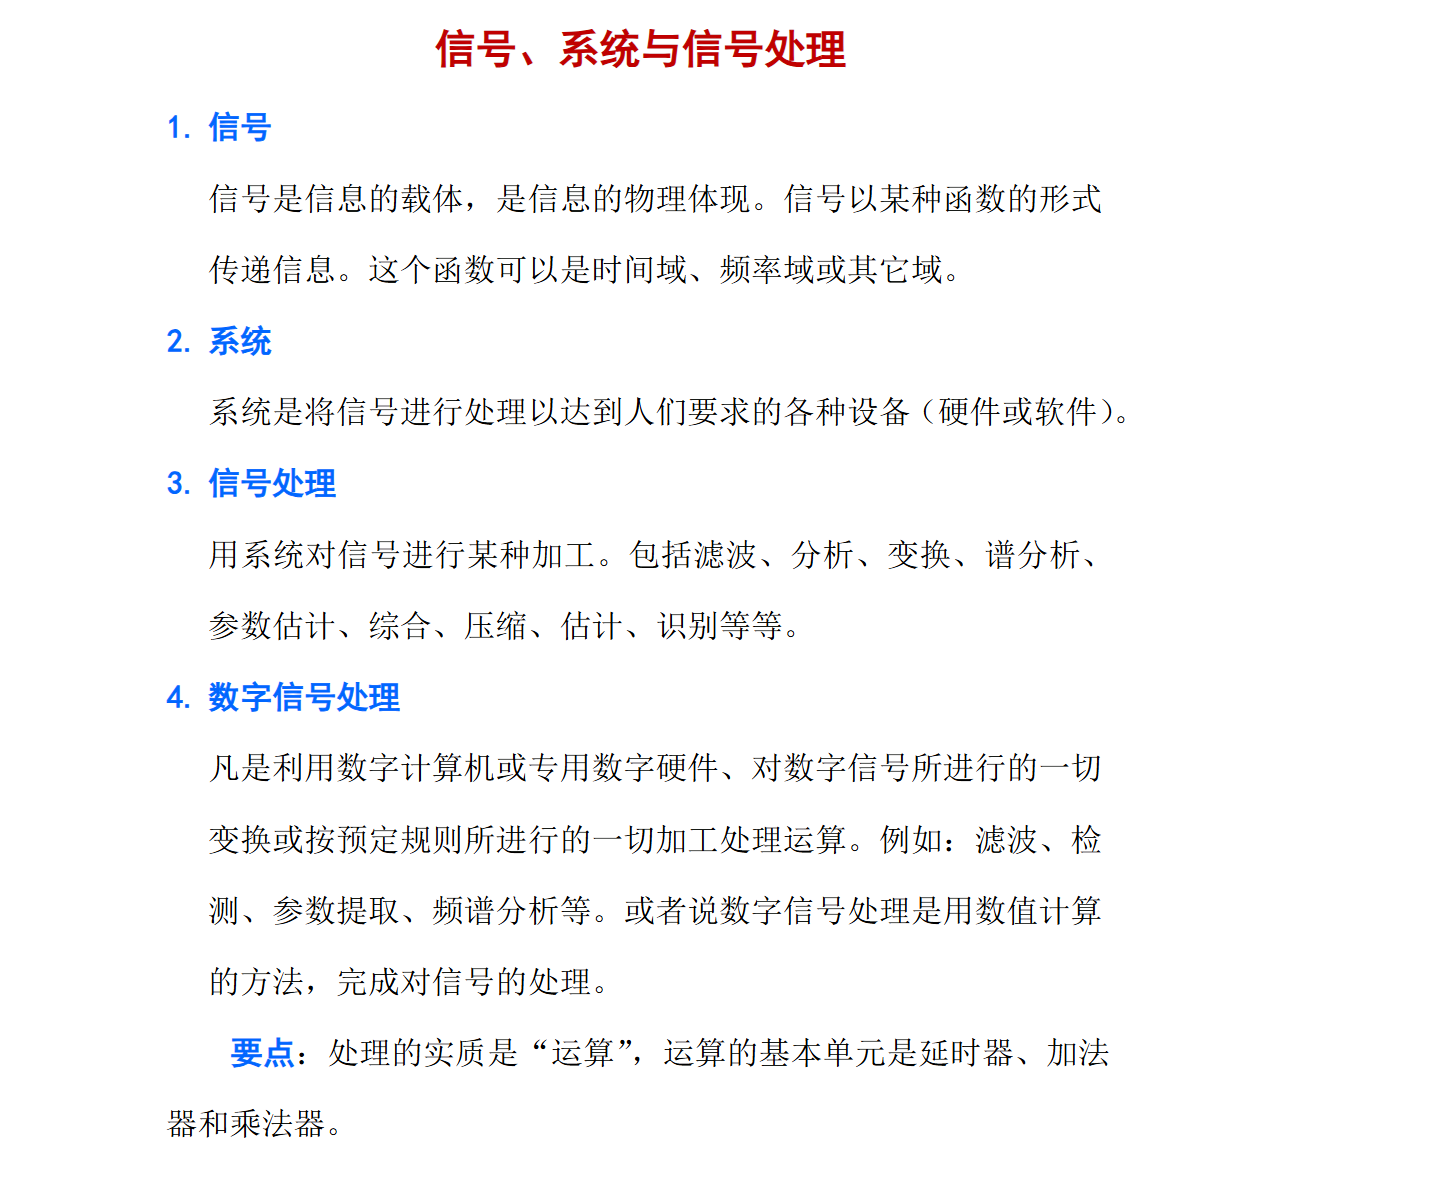 信号、系统与信号处理
1. 信号
信号是信息的载体，是信息的物理体现。信号以某种函数的形式
传递信息。这个函数可以是时间域、频率域或其它域。
2. 系统
系统是将信号进行处理以达到人们要求的各种设备（硬件或软件）。
3. 信号处理
用系统对信号进行某种加工。包括滤波、分析、变换、谱分析、
参数估计、综合、压缩、估计、识别等等。
4. 数字信号处理
凡是利用数字计算机或专用数字硬件、对数字信号所进行的一切
变换或按预定规则所进行的一切加工处理运算。例如：滤波、检
测、参数提取、频谱分析等。或者说数字信号处理是用数值计算
的方法，完成对信号的处理。
要点：处理的实质是“运算”，运算的基本单元是延时器、加法
器和乘法器。